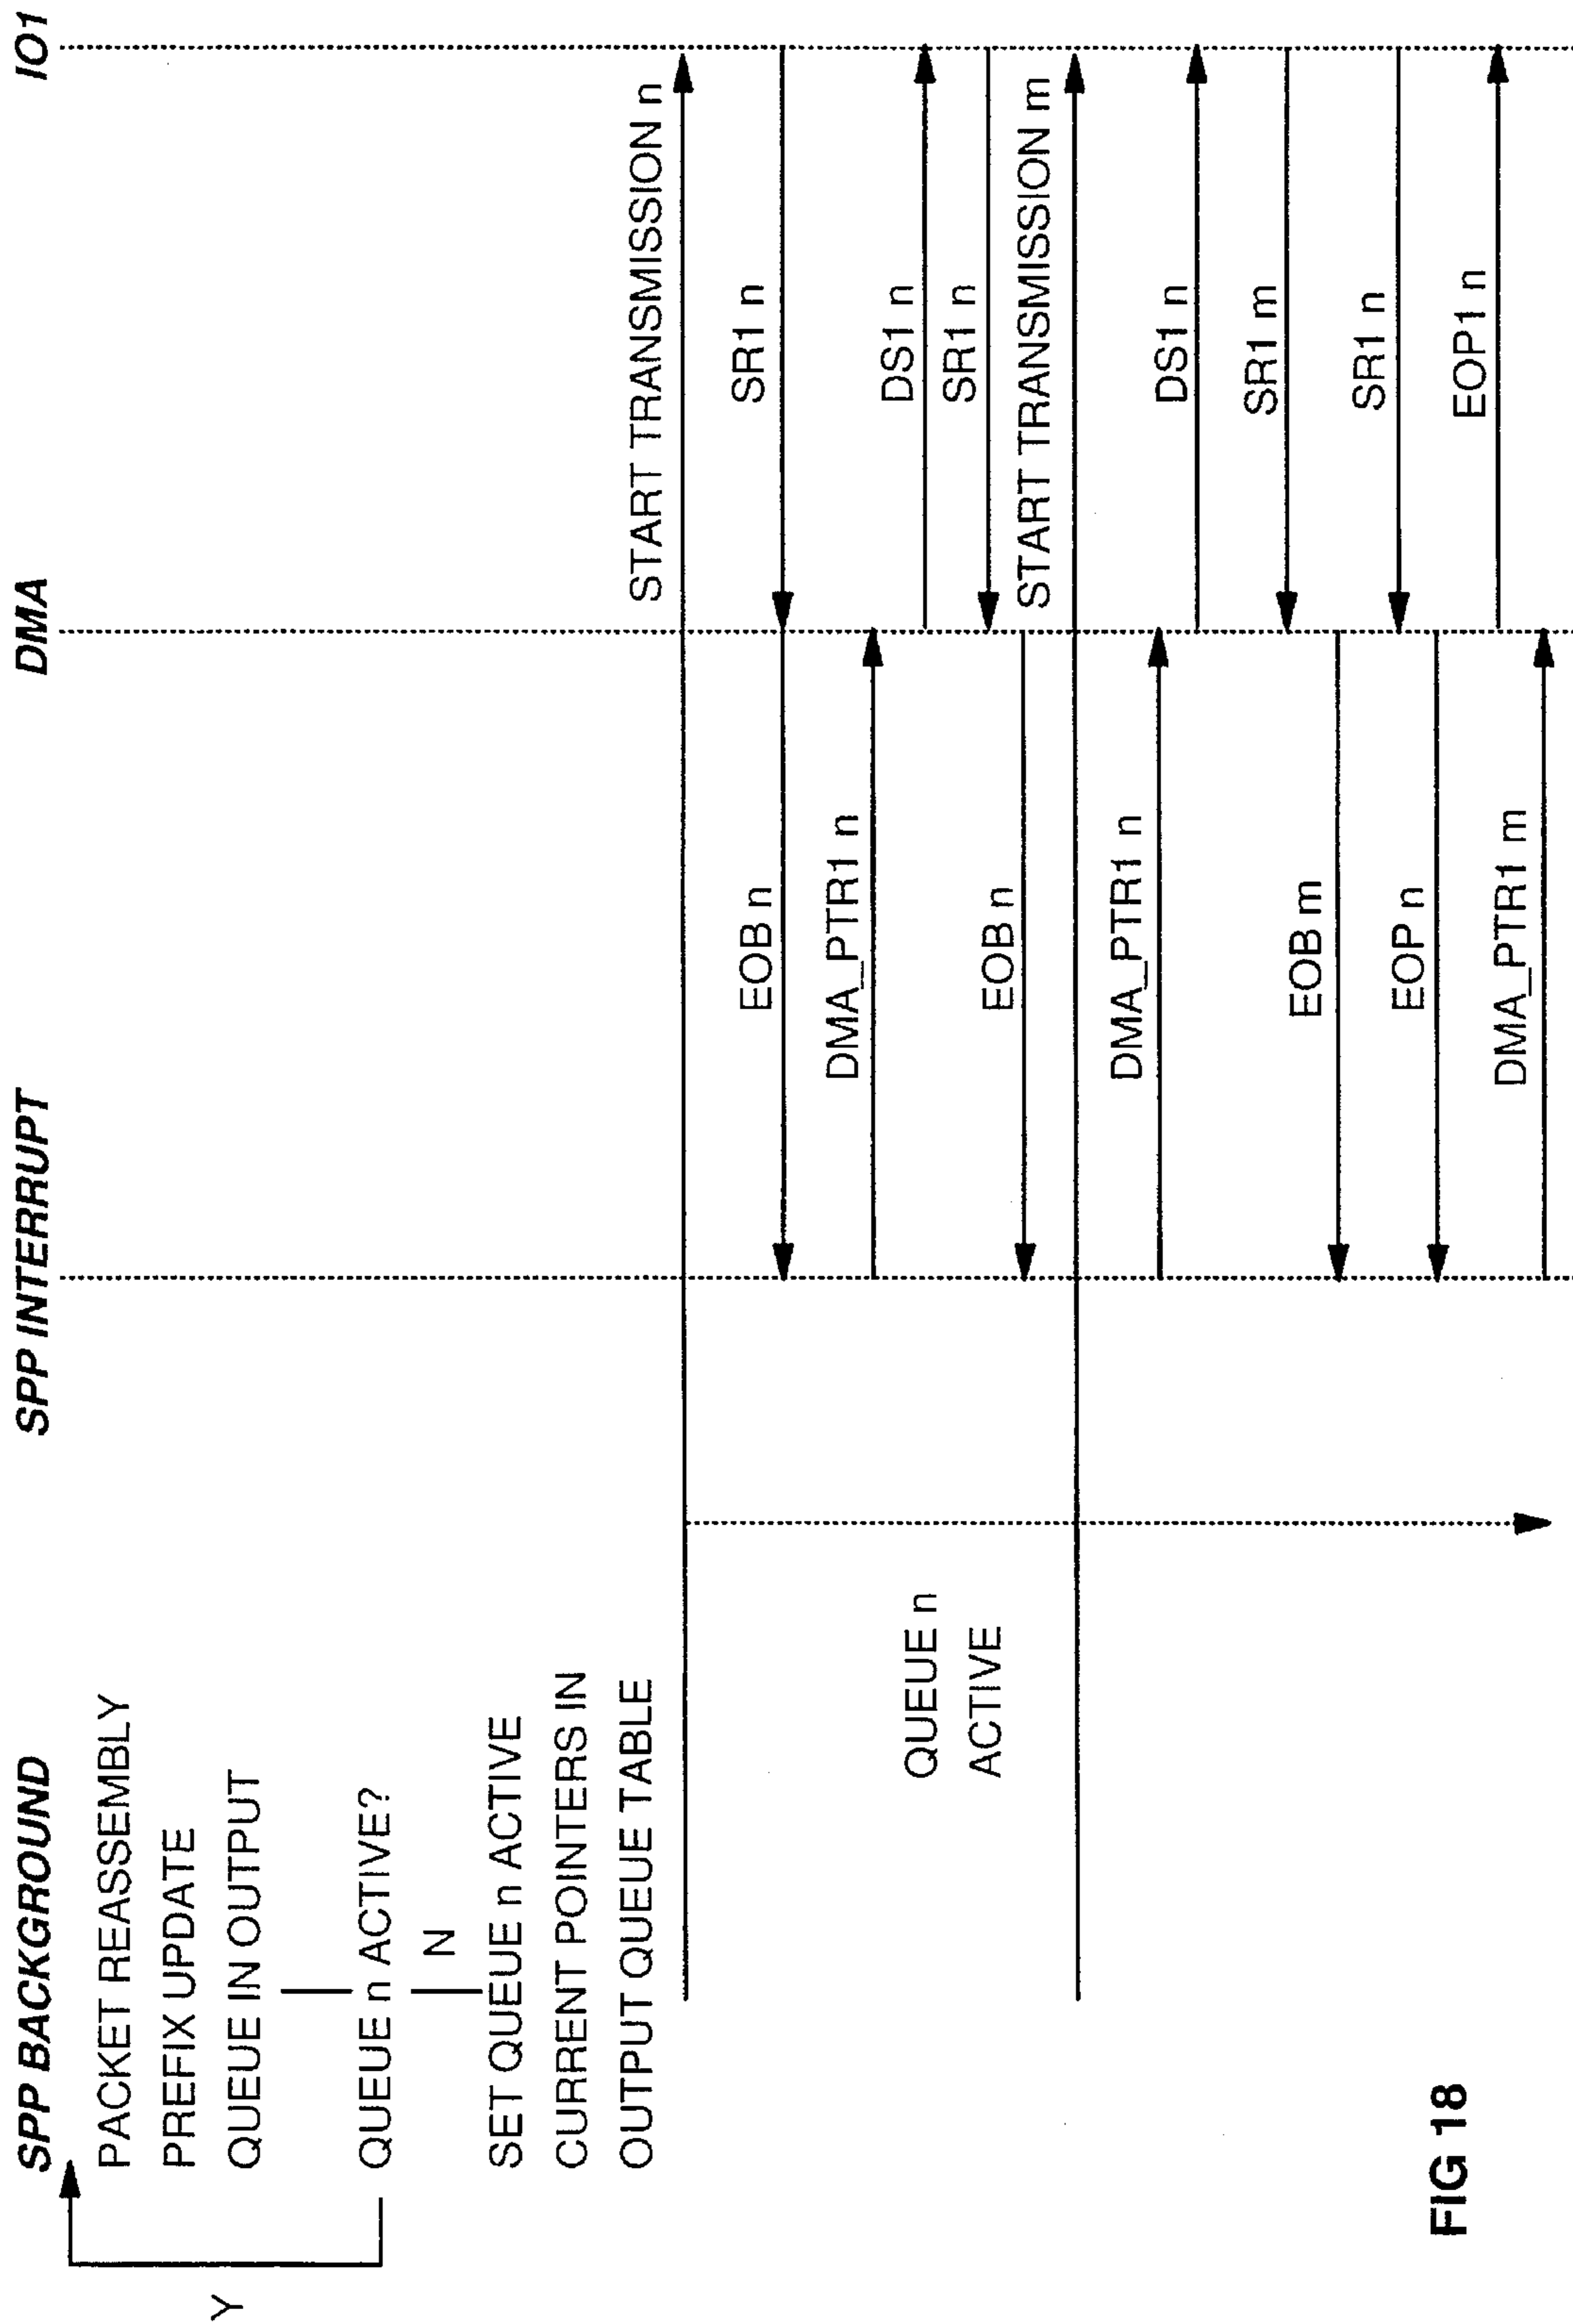 SPP BACKGROUND
SPP INTERRUPT
DMA
IO1
PACKET REASSEMBLY
PREFIX UPDATE
QUEUE IN OUTPUT
Y
QUEUE n ACTIVE?
N
SET QUEUE n ACTIVE
CURRENT POINTERS IN
OUTPUT QUEUE TABLE
START TRANSMISSION n
SR1 n
EOB n
DMA_PTR1 n
DS1 n
SR1 n
EOB n
QUEUE n
ACTIVE
START TRANSMISSION m
DMA_PTR1 n
DS1 n
SR1 m
EOB m
SR1 n
EOP n
EOP1 n
DMA_PTR1 m
FIG 18